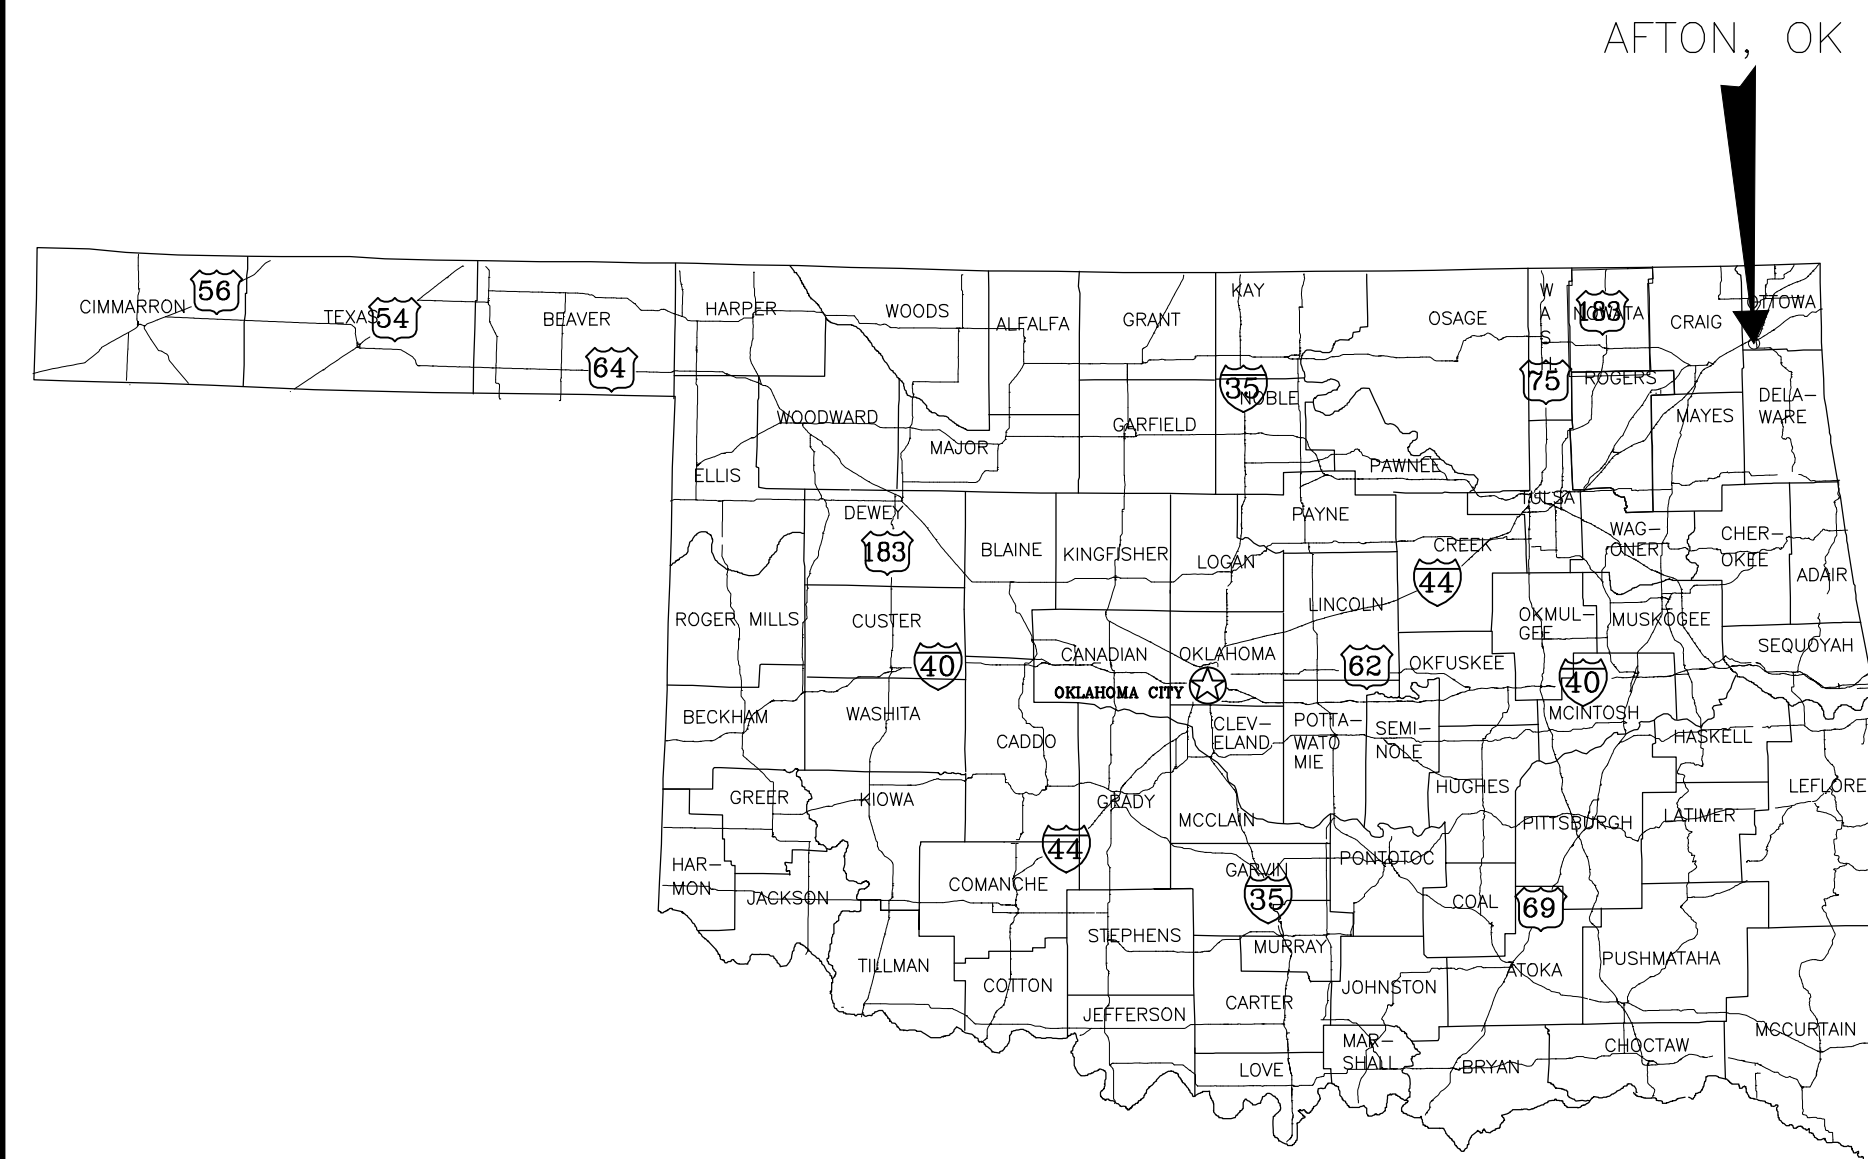 AFTON, OK
CIMMARRON
56
TEXAS
54
BEAVER
64
HARPER
WOODS
ALFALFA
GRANT
KAY
35
NOBLE
OSAGE
W
A
S
H
75
183
NOWATA
CRAIG
OTTOWA
ROGERS
MAYES
DELA-
WARE
WOODWARD
ELLIS
MAJOR
GARFIELD
PAWNEE
TULSA
DEWEY
183
BLAINE
KINGFISHER
LOGAN
PAYNE
CREEK
44
WAG-
ONER
CHER-
OKEE
ADAIR
ROGER MILLS
CUSTER
40
CANADIAN
OKLAHOMA
LINCOLN
62
OKFUSKEE
OKMUL-
GEE
MUSKOGEE
SEQUOYAH
40
OKLAHOMA CITY
BECKHAM
WASHITA
CADDO
CLEV-
ELAND
POTTA-
WATO
MIE
SEMI-
NOLE
MCINTOSH
HASKELL
GREER
KIOWA
GRADY
MCCLAIN
HUGHES
PITTSBURGH
LATIMER
LEFLORE
HAR-
MON
JACKSON
COMANCHE
44
GARVIN
35
PONTOTOC
COAL
69
TILLMAN
COTTON
STEPHENS
MURRAY
JOHNSTON
ATOKA
PUSHMATAHA
JEFFERSON
CARTER
MAR-
SHALL
LOVE
BRYAN
CHOCTAW
MCCURTAIN